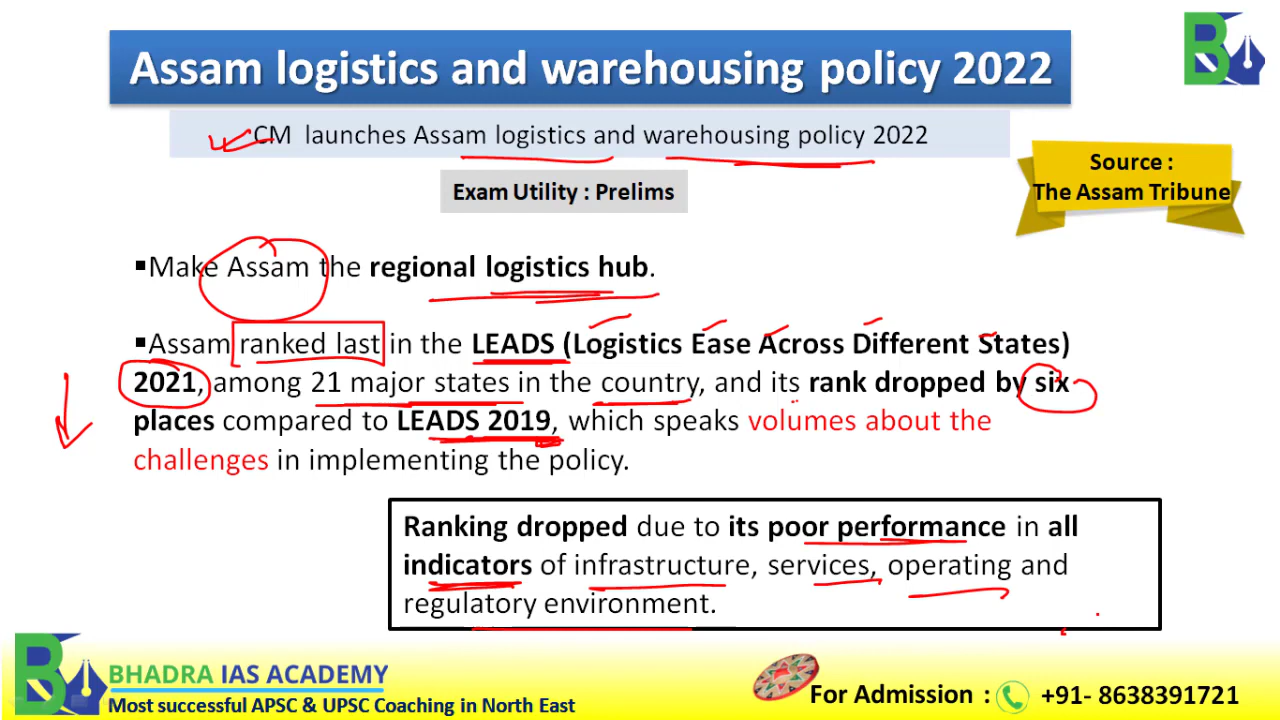 Assam logistics and warehousing policy 2022
CM launches Assam logistics and warehousing policy 2022
Source :
The Assam Tribune
Exam Utility : Prelims
▪Make Assam the regional logistics hub.
▪Assam ranked last in the LEADS (Logistics Ease Across Different States)
2021, among 21 major states in the country, and its rank dropped by six
places compared to LEADS 2019, which speaks volumes about the
challenges in implementing the policy.
Ranking dropped due to its poor performance in all
indicators of infrastructure, services, operating and
regulatory environment.
BHADRA IAS ACADEMY
Most successful APSC & UPSC Coaching in North East
For Admission : +91- 8638391721